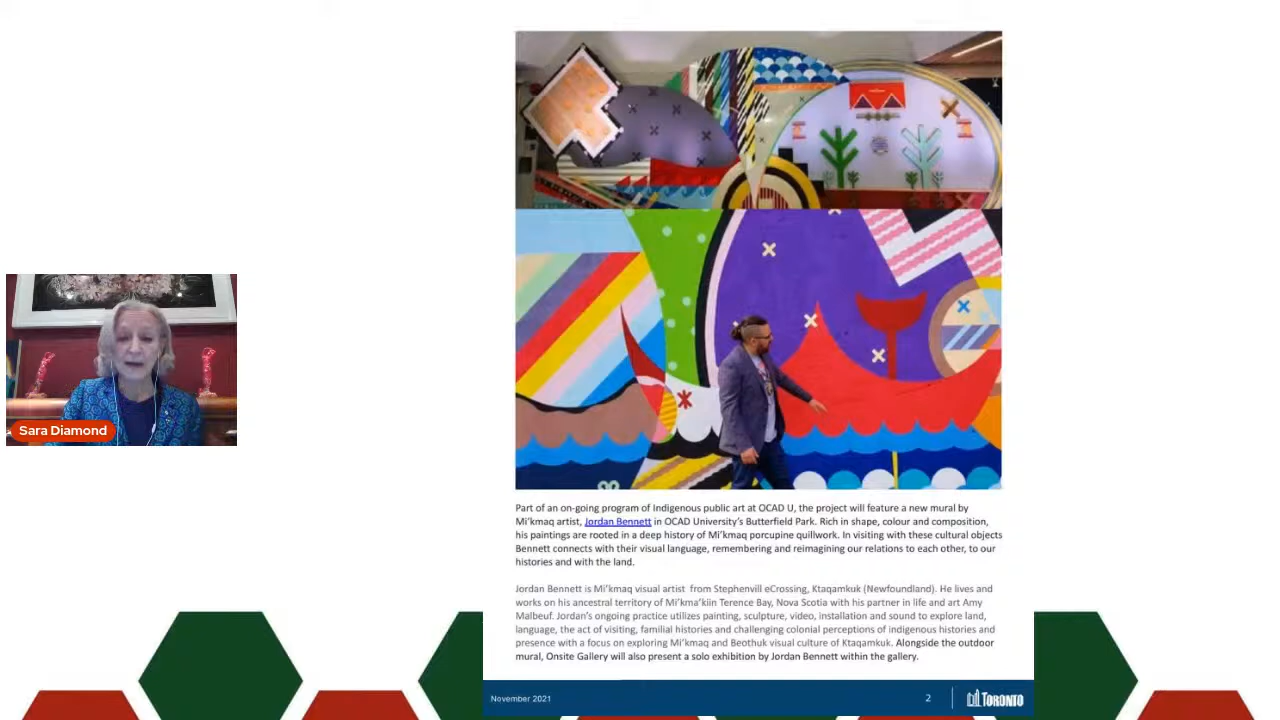 Sara Diamond
Part of an on-going program of Indigenous public art at OCAD U, the project will feature a new mural by
Mi'kmaq artist, Jordan Bennett in OCAD University's Butterfield Park. Rich in shape, colour and composition,
his paintings are rooted in a deep history of Mi'kmaq porcupine quillwork. In visiting with these cultural objects
Bennett connects with their visual language, remembering and reimagining our relations to each other, to our
histories and with the land.
Jordan Bennett is Mi'kmaq visual artist from Stephenvill eCrossing, Ktaqamkuk (Newfoundland). He lives and
works on his ancestral territory of Mi'kma'kiin Terence Bay, Nova Scotia with his partner in life and art Amy
Malbeuf. Jordan's ongoing practice utilizes painting, sculpture, video, installation and sound to explore land,
language, the act of visiting, familial histories and challenging colonial perceptions of indigenous histories and
presence with a focus on exploring Mi'kmaq and Beothuk visual culture of Ktaqamkuk. Alongside the outdoor
mural, Onsite Gallery will also present a solo exhibition by Jordan Bennett within the gallery.
November 2021
2
TORONTO